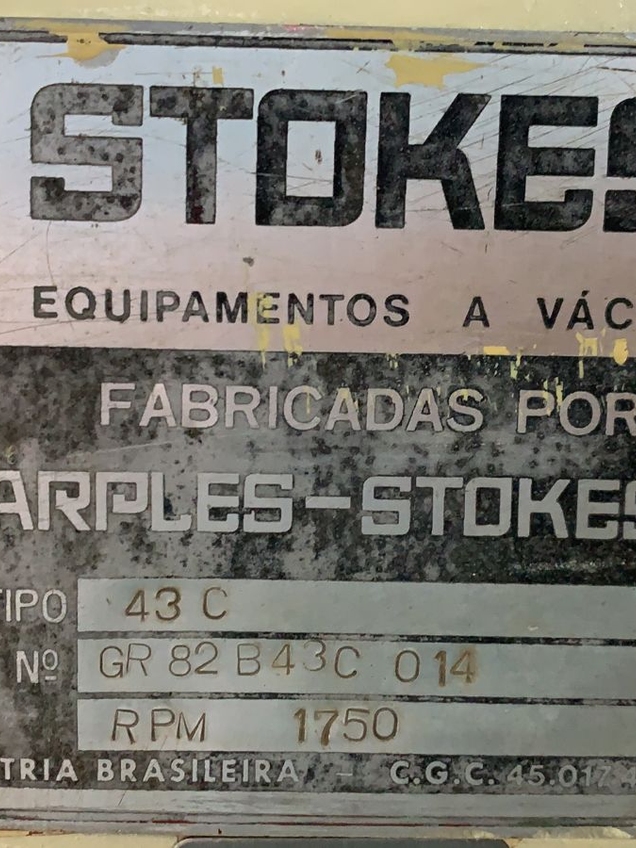 STOKES
EQUIPAMENTOS A VÁC
FABRICADAS POR
ARPLES-STOKES
TIPO 43 C
Nº GR 82 B43C 014
RPM 1750
TRIA BRASILEIRA - C.G.C. 45.017.4